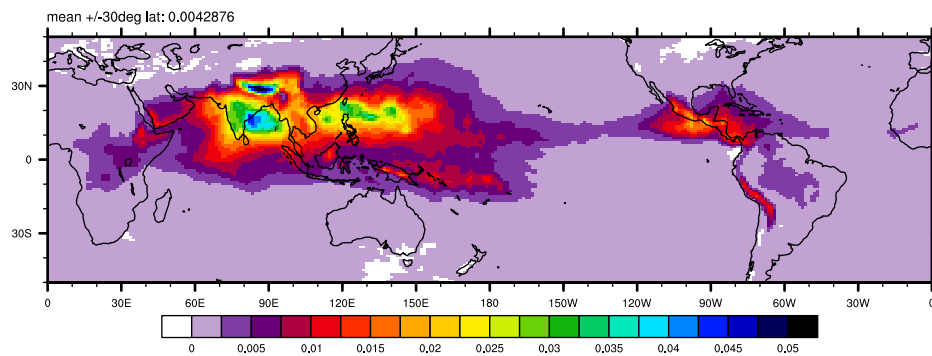 mean +/-30deg lat: 0.0042876
30N
0
30S
0 30E 60E 90E 120E 150E 180 150W 120W 90W 60W 30W 0
0 0.005 0.01 0.015 0.02 0.025 0.03 0.035 0.04 0.045 0.05